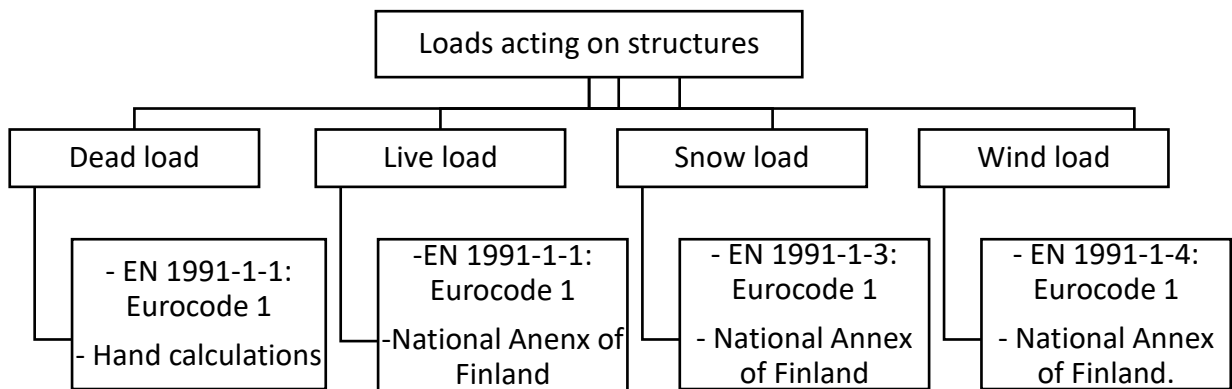 Loads acting on structures
Dead load
Live load
Snow load
Wind load
- EN 1991-1-1:
Eurocode 1
- Hand calculations
-EN 1991-1-1:
Eurocode 1
-National Anenx of
Finland
- EN 1991-1-3:
Eurocode 1
- National Annex
of Finland
- EN 1991-1-4:
Eurocode 1
- National Annex
of Finland.